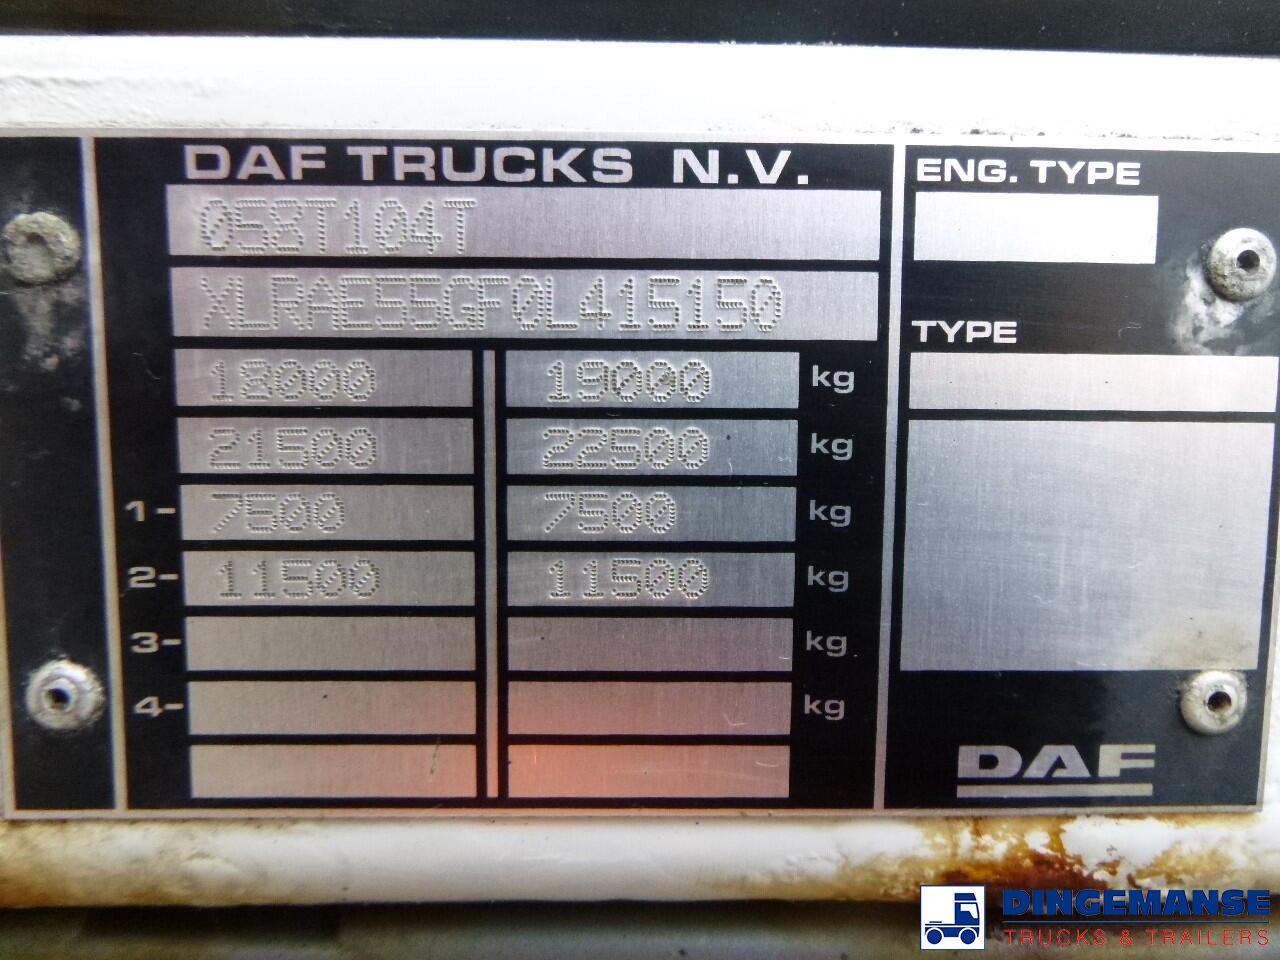 DAF TRUCKS N.V.
058T104T
XLRAE55GF0L415150
18000 19000 kg
21500 22500 kg
1- 7500 7500 kg
2- 11500 11500 kg
3- kg
4- kg
ENG. TYPE
TYPE
DAF
DINGEMANSE
TRUCKS & TRAILERS